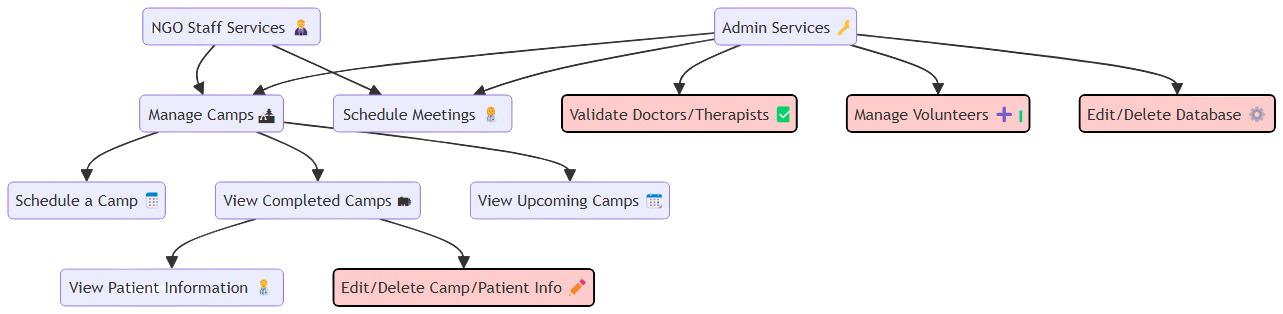 NGO Staff Services
Admin Services
Manage Camps
Schedule Meetings
Validate Doctors/Therapists
Manage Volunteers
Edit/Delete Database
Schedule a Camp
View Completed Camps
View Upcoming Camps
View Patient Information
Edit/Delete Camp/Patient Info